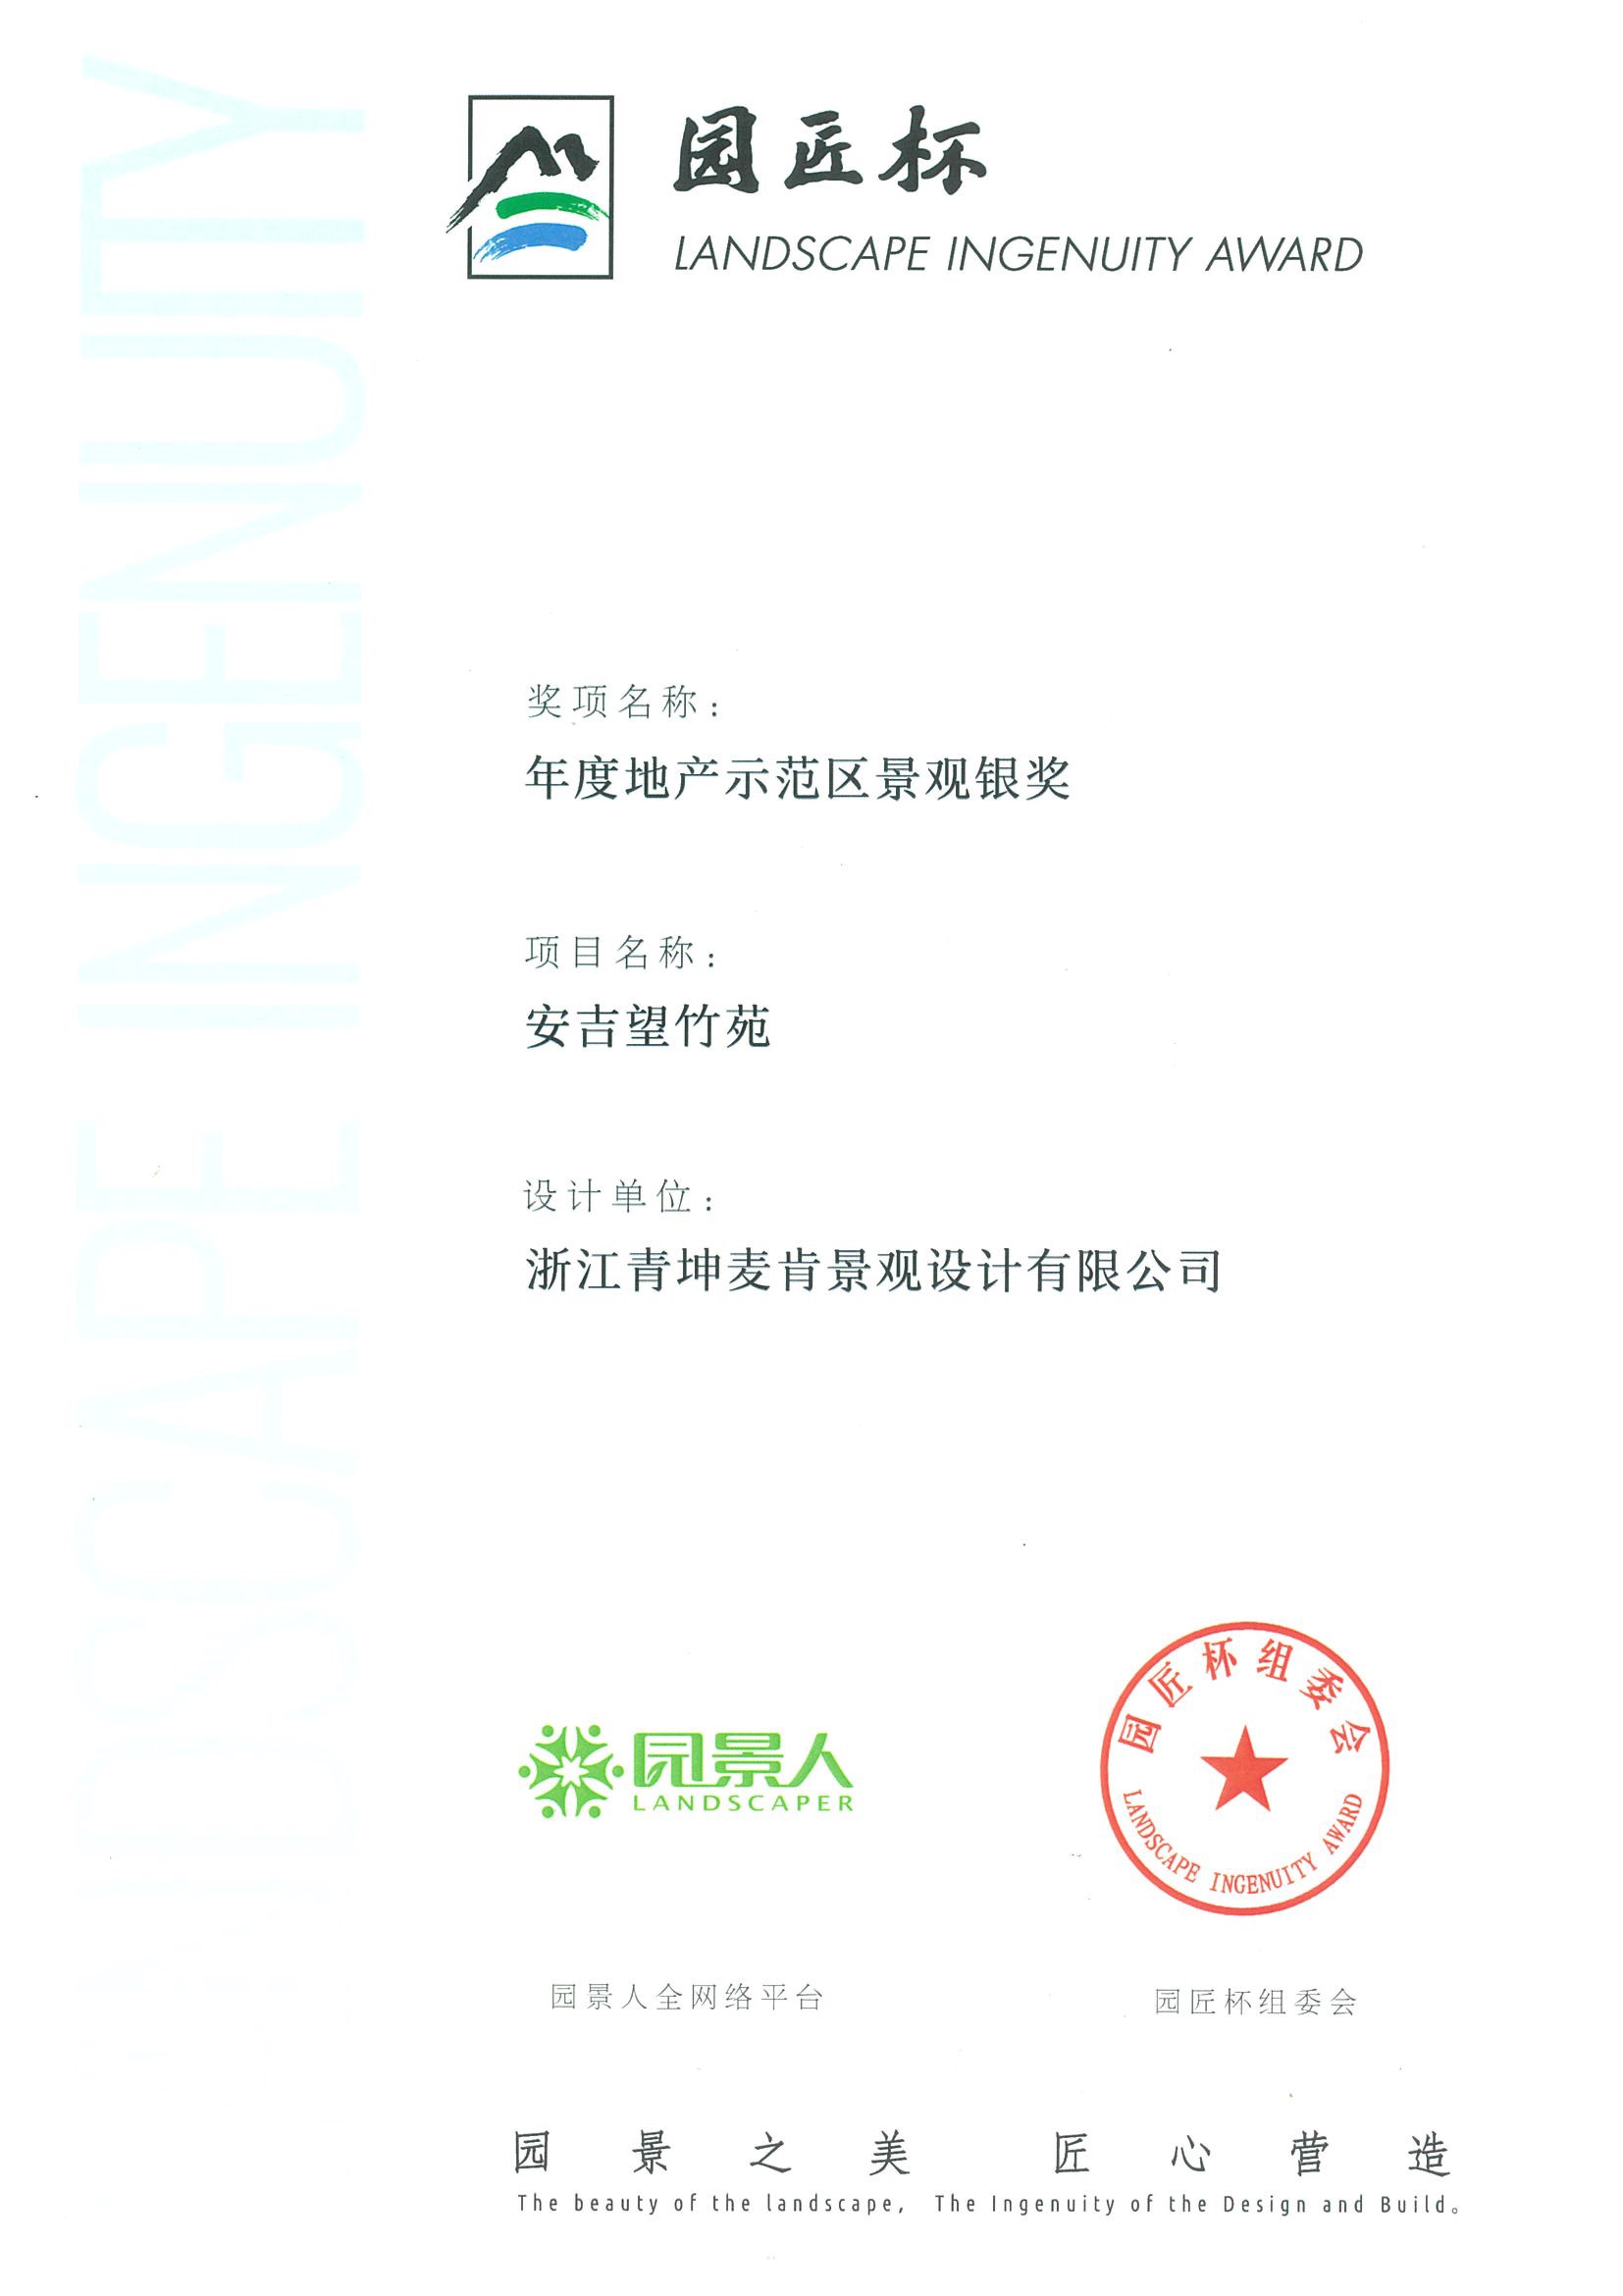 园匠杯
LANDSCAPE INGENUITY AWARD
LANDSCAPE INGENUITY
奖项名称：
年度地产示范区景观银奖
项目名称：
安吉望竹苑
设计单位：
浙江青坤麦肯景观设计有限公司
园景人
LANDSCAPER
园匠杯组委会
LANDSCAPE INGENUITY AWARD
园景人全网络平台
园匠杯组委会
园景之美 匠心营造
The beauty of the landscape, The Ingenuity of the Design and Build。